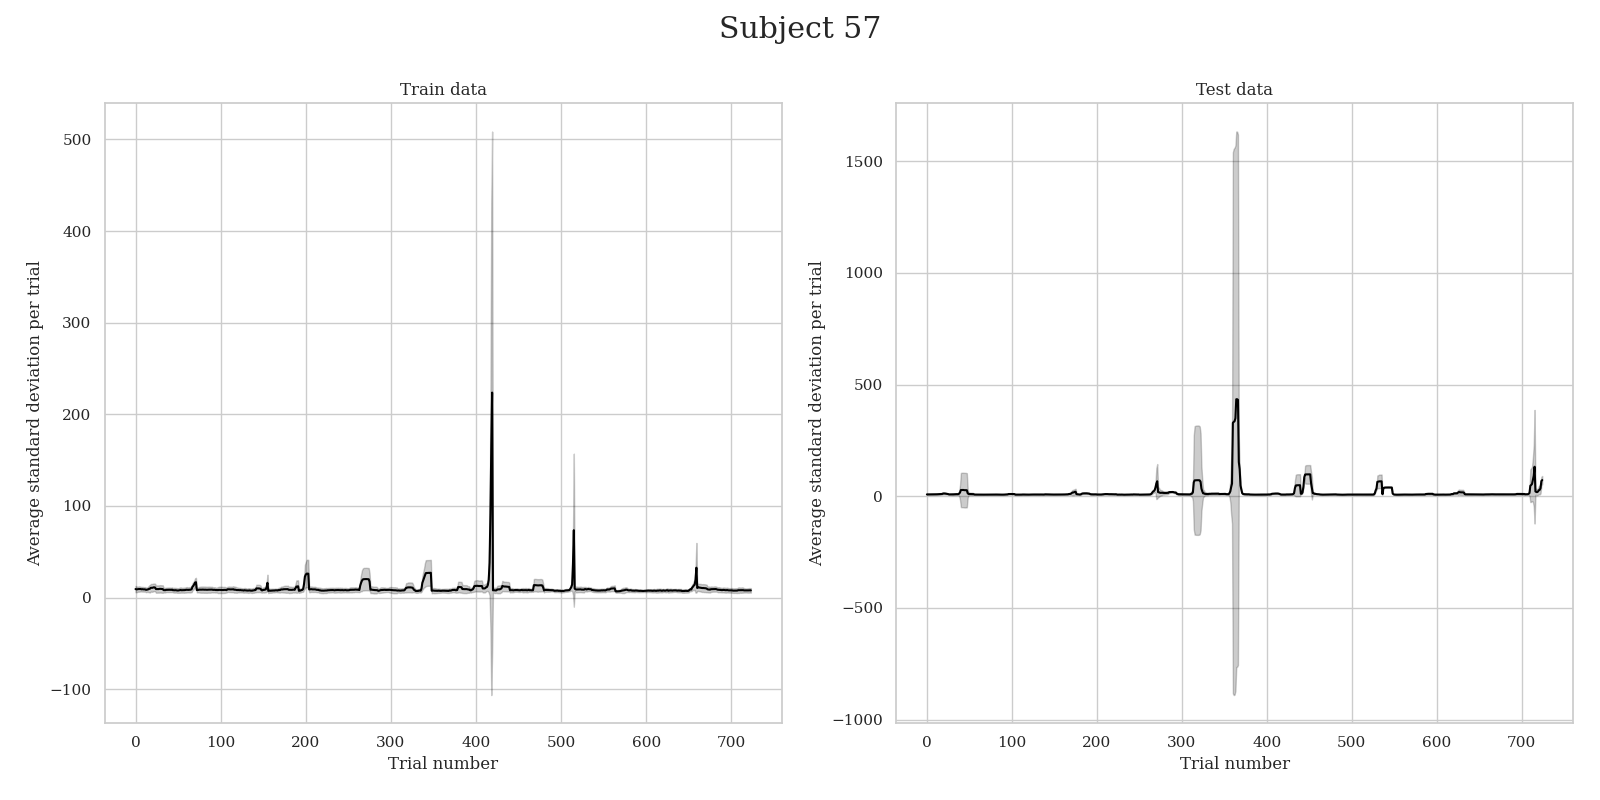 Subject 57
Train data
Average standard deviation per trial
500
400
300
200
100
0
−100
0 100 200 300 400 500 600 700
Trial number
Test data
Average standard deviation per trial
1500
1000
500
0
−500
−1000
0 100 200 300 400 500 600 700
Trial number